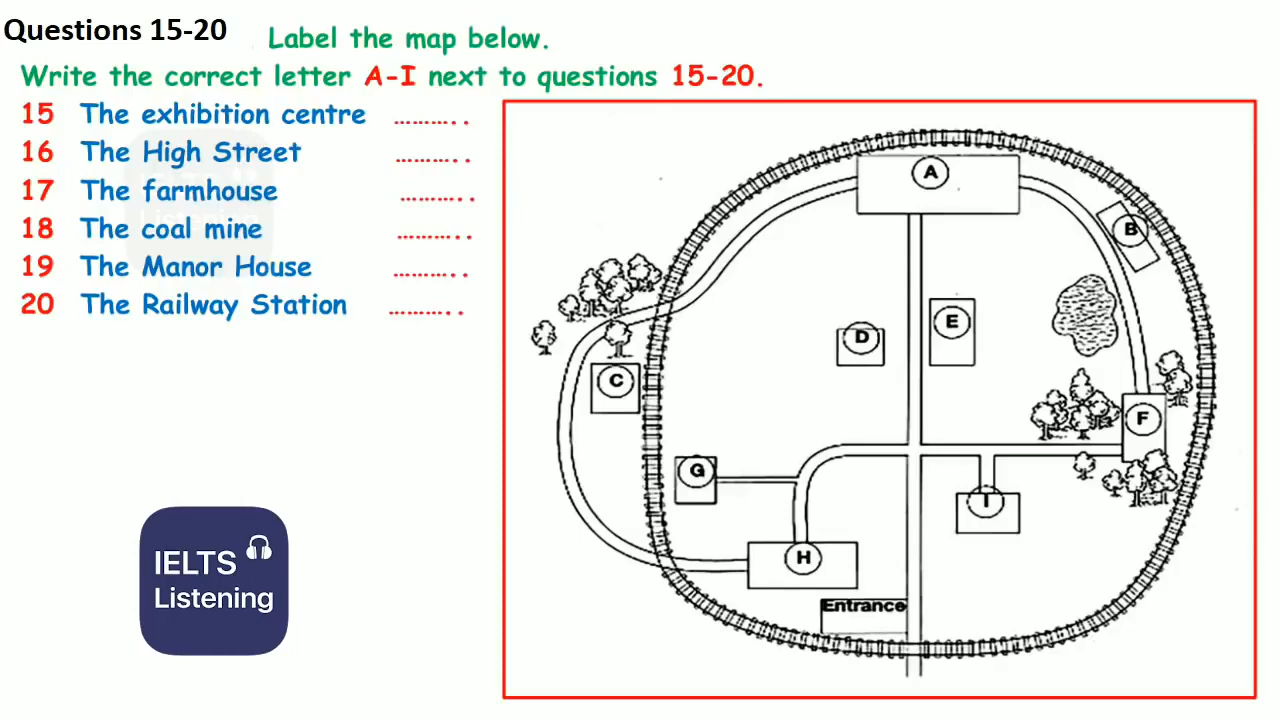 Questions 15-20
Label the map below.
Write the correct letter A-I next to questions 15-20.
15 The exhibition centre ………..
16 The High Street ………..
17 The farmhouse ………..
18 The coal mine ………..
19 The Manor House ………..
20 The Railway Station ………..
A
B
E
D
C
F
G
I
H
Entrance
IELTS
Listening